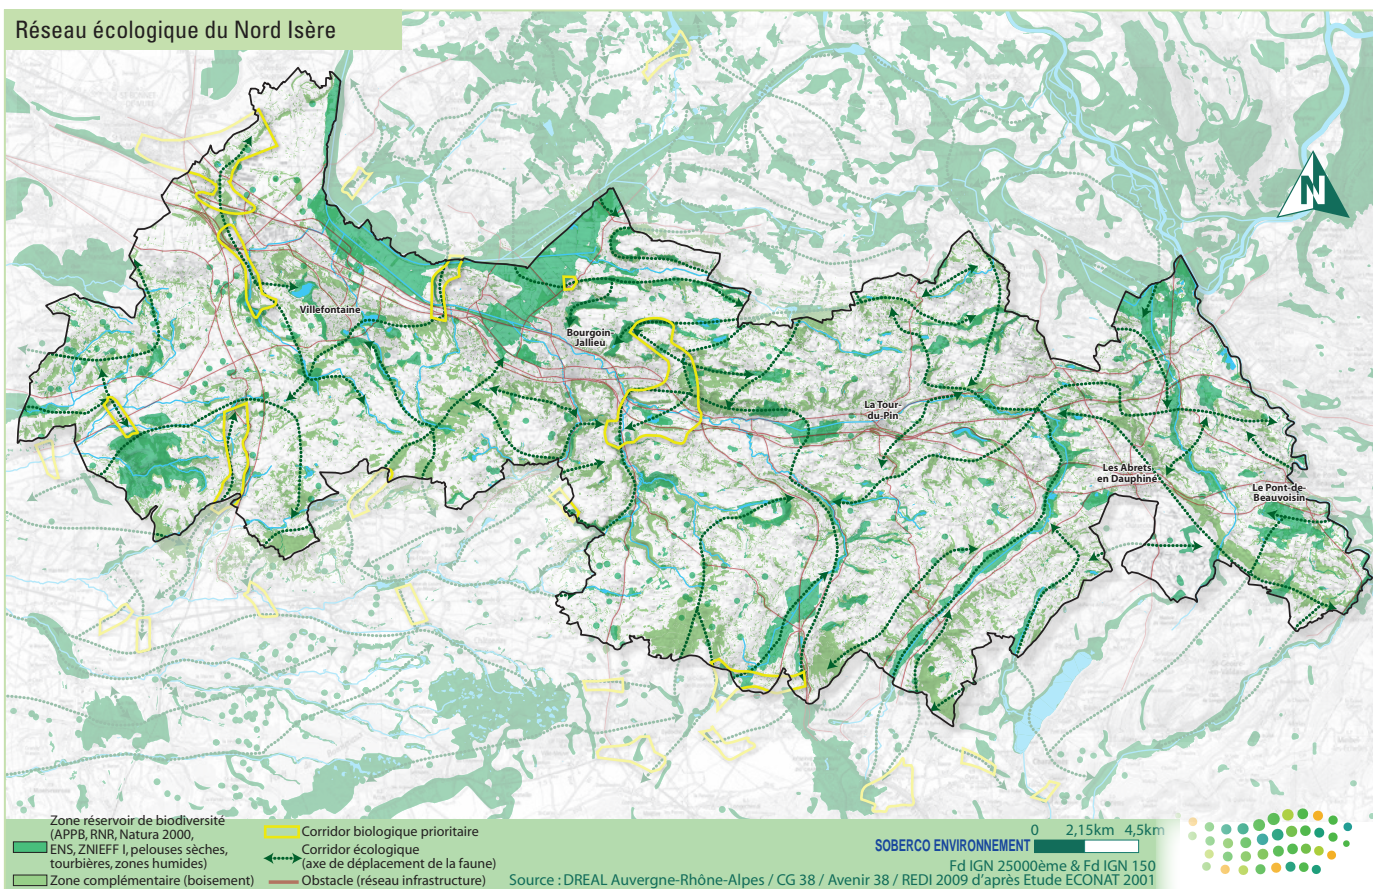 Réseau écologique du Nord Isère
N
Villefontaine
Bourgoin-
Jallieu
La Tour-
du-Pin
Les Abrets
en Dauphiné
Le Pont-de-
Beauvoisin
Zone réservoir de biodiversité
(APPB, RNR, Natura 2000,
ENS, ZNIEFF I, pelouses sèches,
tourbières, zones humides)
Zone complémentaire (boisement)
Corridor biologique prioritaire
Corridor écologique
(axe de déplacement de la faune)
Obstacle (réseau infrastructure)
0 2,15km 4,5km
SOBERCO ENVIRONNEMENT
Fd IGN 25000ème & Fd IGN 150
Source : DREAL Auvergne-Rhône-Alpes / CG 38 / Avenir 38 / REDI 2009 d'après Etude ECONAT 2001